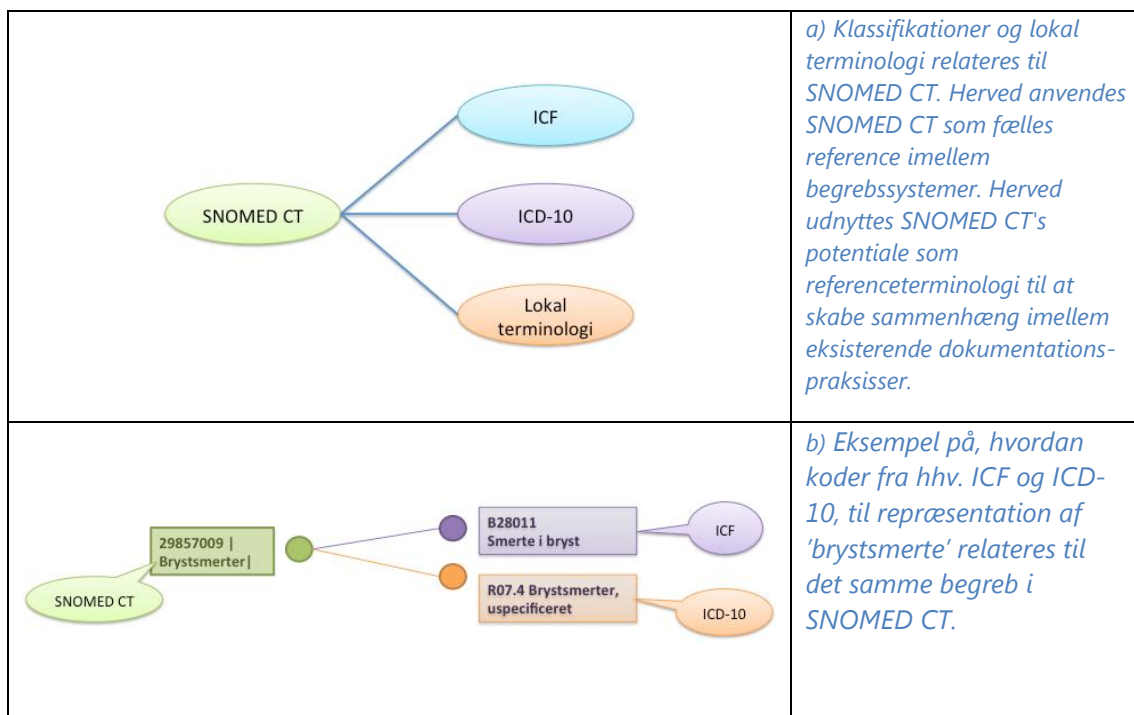 ICF
SNOMED CT
ICD-10
Lokal
terminologi
a) Klassifikationer og lokal
terminologi relateres til
SNOMED CT. Herved anvendes
SNOMED CT som fælles
reference imellem
begrebssystemer. Herved
udnyttes SNOMED CT's
potentiale som
referenceterminologi til at
skabe sammenhæng imellem
eksisterende dokumentations-
praksisser.
29857009 |
Brystsmerter|
SNOMED CT
B28011
Smerte i bryst
ICF
R07.4 Brystsmerter,
uspecificeret
ICD-10
b) Eksempel på, hvordan
koder fra hhv. ICF og ICD-
10, til repræsentation af
’brystsmerte’ relateres til
det samme begreb i
SNOMED CT.